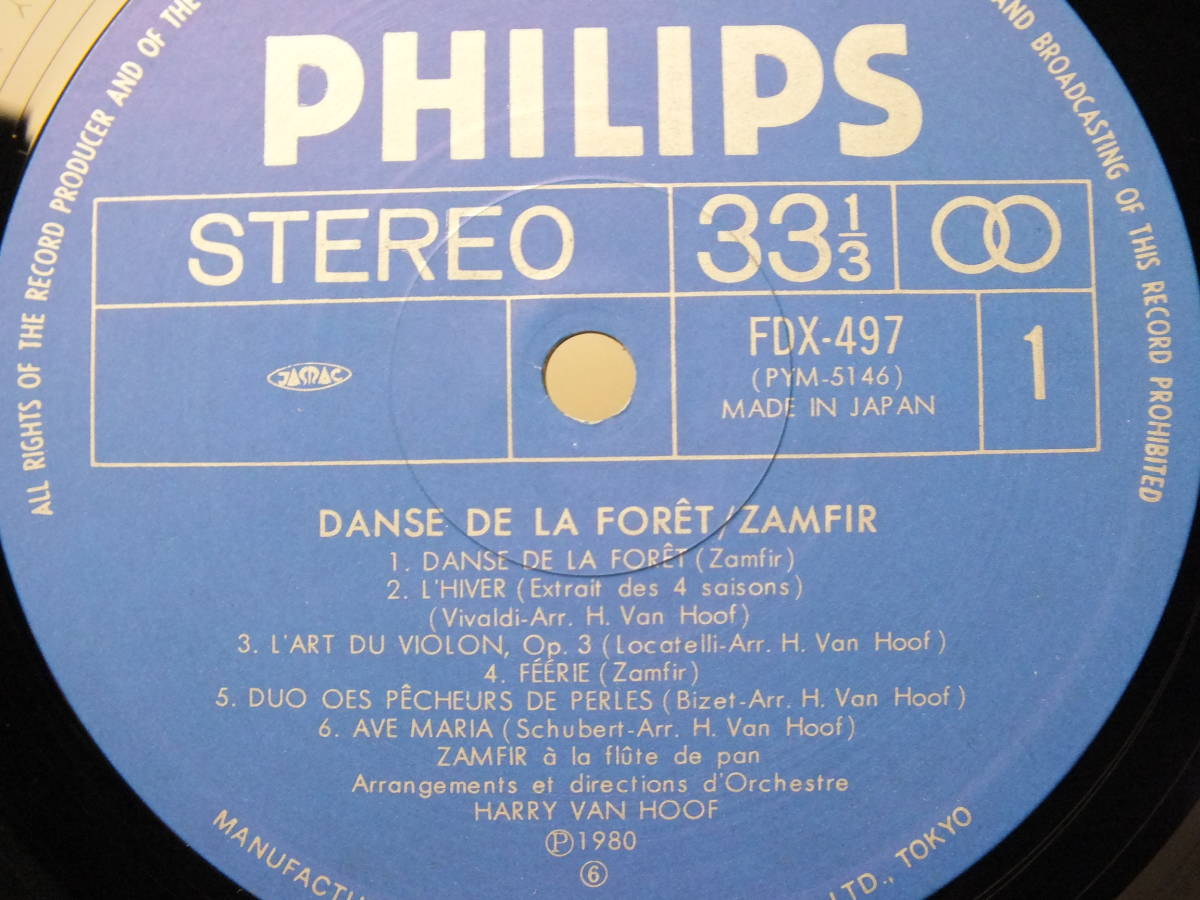 PHILIPS
STEREO
33 1/3
JASRAC
FDX-497
(PYM-5146)
MADE IN JAPAN
1
DANSE DE LA FORÊT/ZAMFIR
1. DANSE DE LA FORÊT (Zamfir)
2. L'HIVER (Extrait des 4 saisons)
(Vivaldi-Arr. H. Van Hoof)
3. L'ART DU VIOLON, Op. 3 (Locatelli-Arr. H. Van Hoof)
4. FÉÉRIE (Zamfir)
5. DUO OES PÊCHEURS DE PERLES (Bizet-Arr. H. Van Hoof)
6. AVE MARIA (Schubert-Arr. H. Van Hoof)
ZAMFIR à la flûte de pan
Arrangements et directions d'Orchestre
HARRY VAN HOOF
Ⓟ1980
⑥
ALL RIGHTS OF THE RECORD PRODUCER AND OF THE
AND BROADCASTING OF THIS RECORD PROHIBITED
LTD., TOKYO